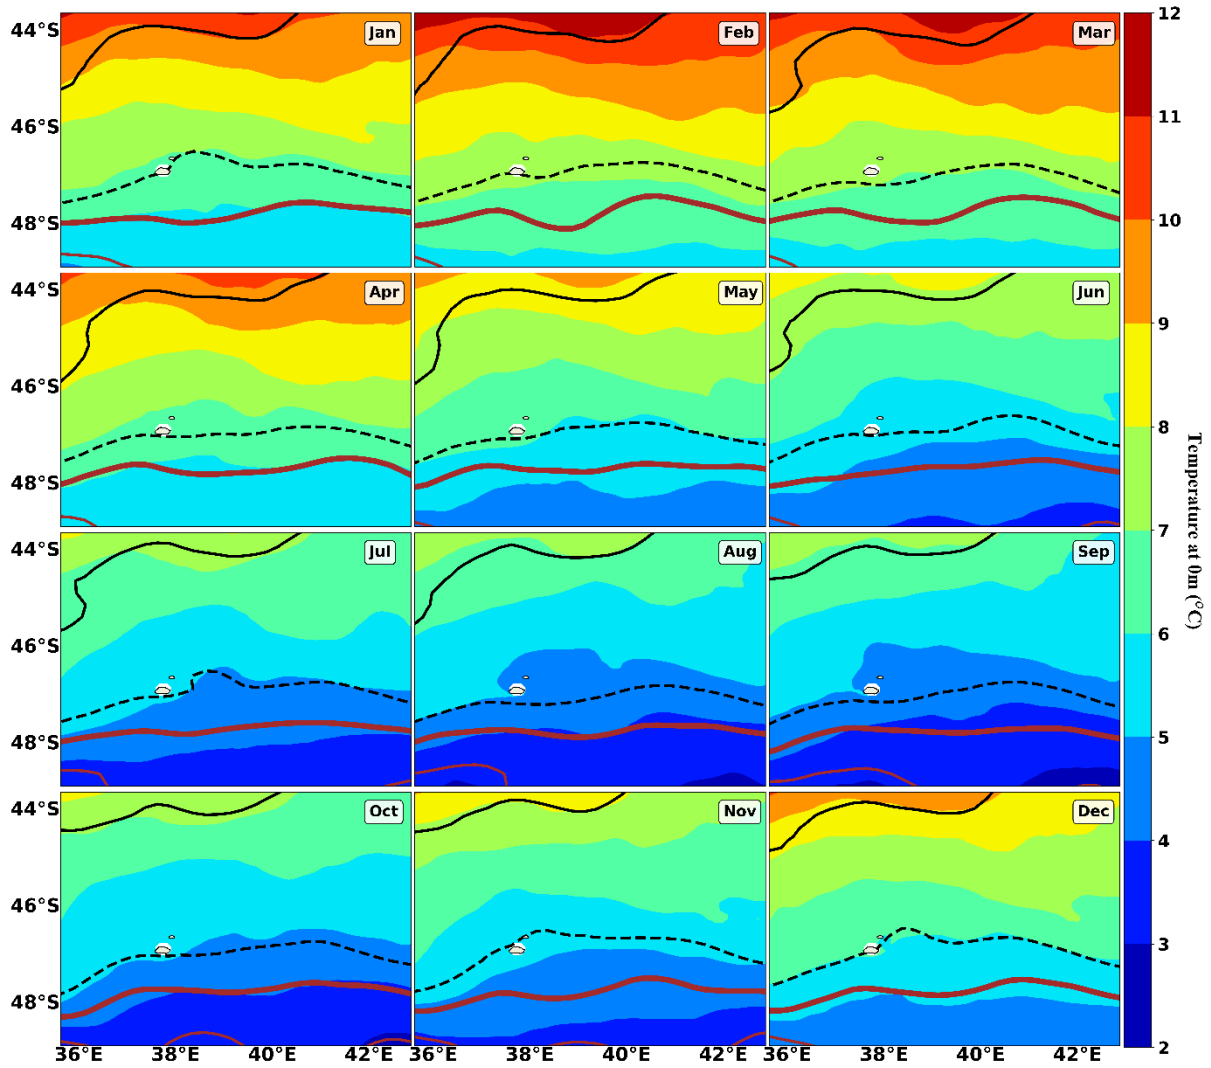 44°S
46°S
48°S
Jan
Feb
Mar
44°S
46°S
48°S
Apr
May
Jun
44°S
46°S
48°S
Jul
Aug
Sep
44°S
46°S
48°S
Oct
Nov
Dec
36°E 38°E 40°E 42°E 36°E 38°E 40°E 42°E 36°E 38°E 40°E 42°E
12
11
10
9
8
7
6
5
4
3
2
Temperature at 0m (°C)